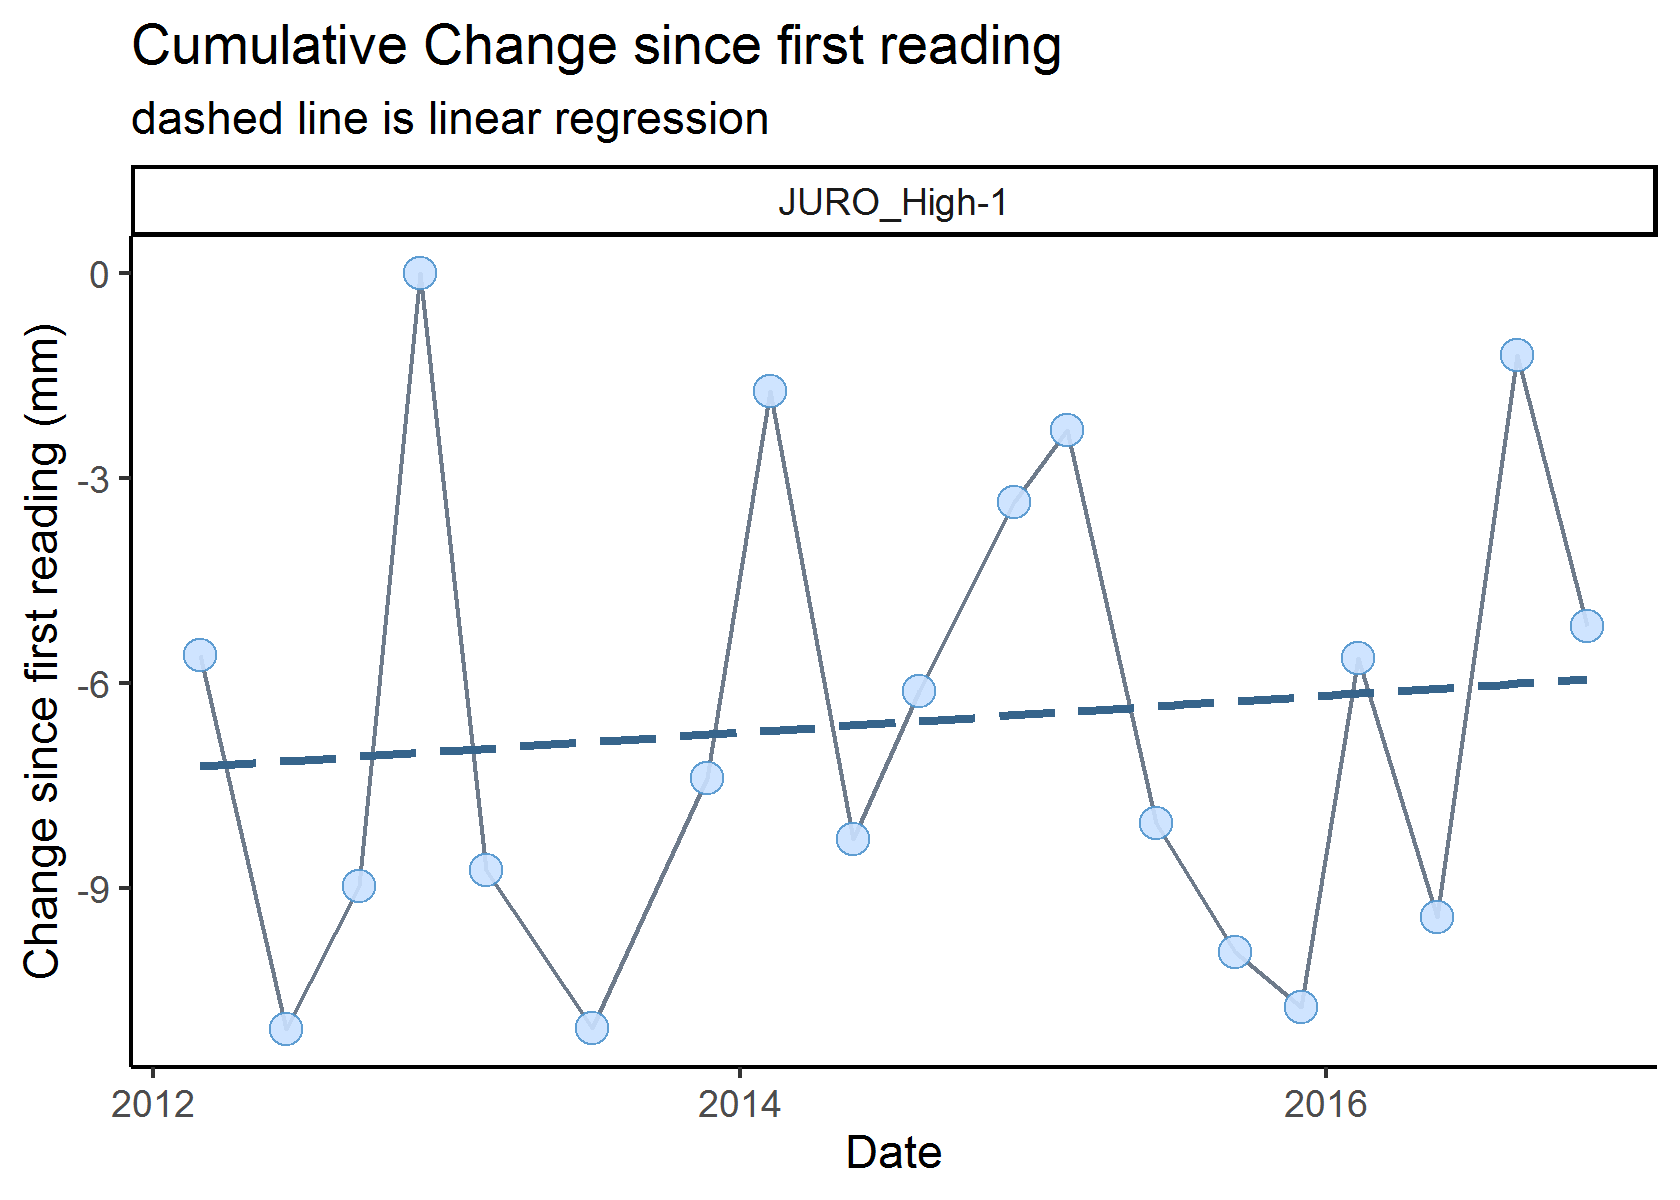 Cumulative Change since first reading
dashed line is linear regression
JURO_High-1
Change since first reading (mm)
0
-3
-6
-9
2012
2014
2016
Date